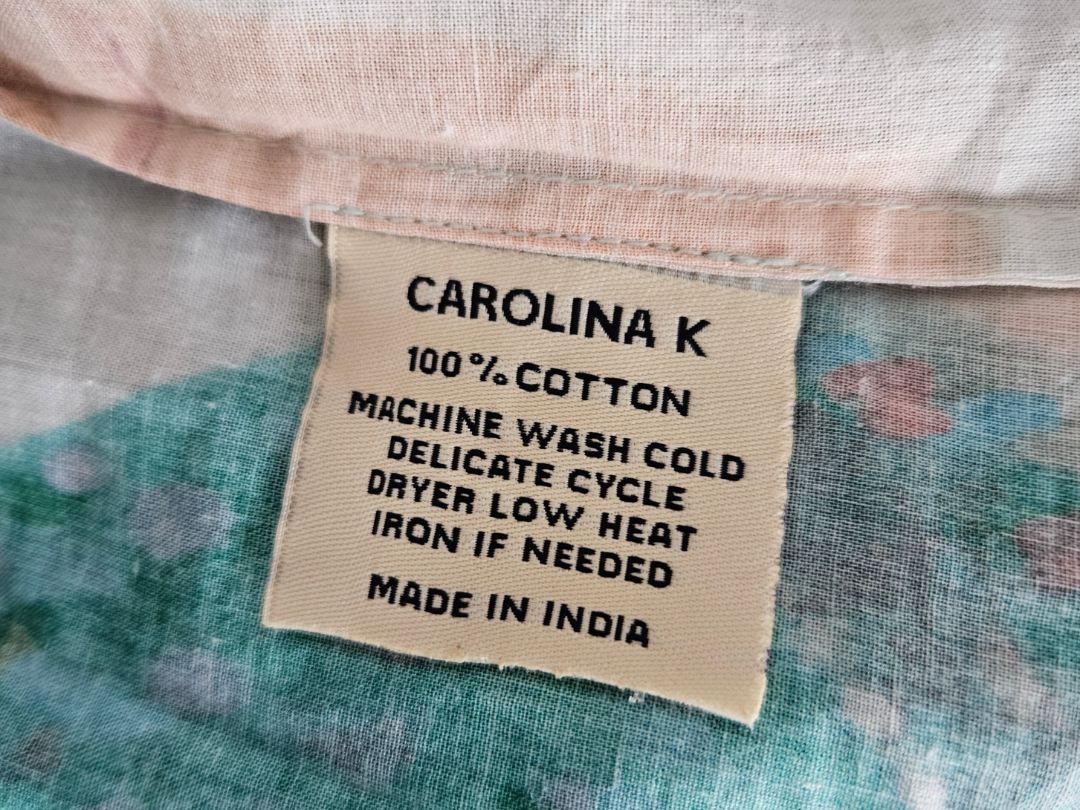 CAROLINA K
100% COTTON
MACHINE WASH COLD
DELICATE CYCLE
DRYER LOW HEAT
IRON IF NEEDED
MADE IN INDIA